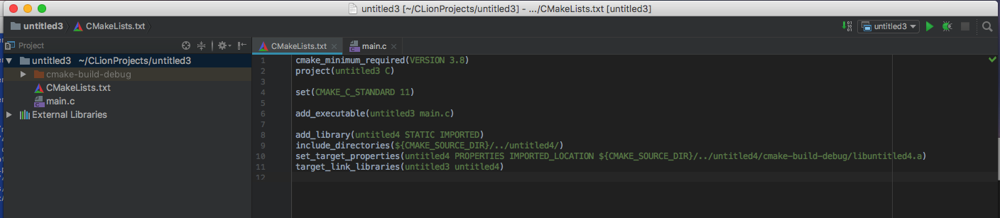 untitled3 [~/CLionProjects/untitled3] - .../CMakeLists.txt [untitled3]
untitled3 CMakeLists.txt untitled3
Project
CMakeLists.txt main.c
untitled3 ~/CLionProjects/untitled3
cmake-build-debug
CMakeLists.txt
main.c
External Libraries
1 cmake_minimum_required(VERSION 3.8)
2 project(untitled3 C)
3
4 set(CMAKE_C_STANDARD 11)
5
6 add_executable(untitled3 main.c)
7
8 add_library(untitled4 STATIC IMPORTED)
9 include_directories(${CMAKE_SOURCE_DIR}/../untitled4/)
10 set_target_properties(untitled4 PROPERTIES IMPORTED_LOCATION ${CMAKE_SOURCE_DIR}/../untitled4/cmake-build-debug/libuntitled4.a)
11 target_link_libraries(untitled3 untitled4)
12